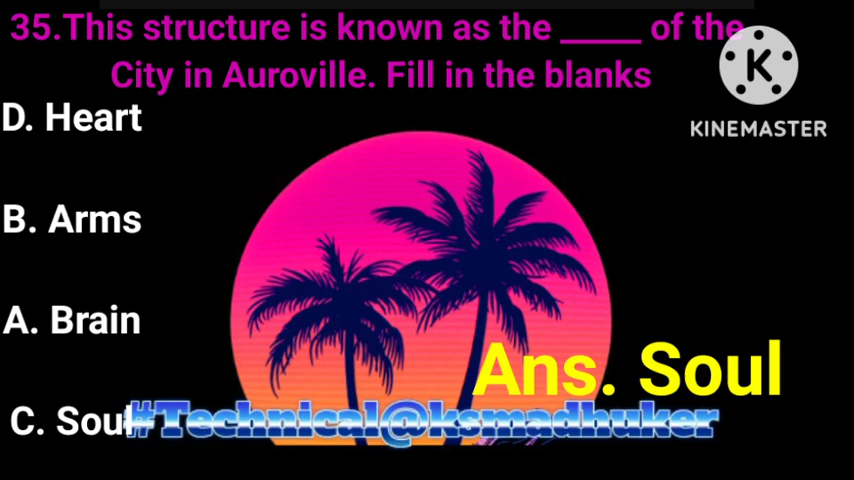 35.This structure is known as the _____ of the
City in Auroville. Fill in the blanks
K
KINEMASTER
D. Heart
B. Arms
A. Brain
Ans. Soul
C. Soul
#Technical@ksmadhuker